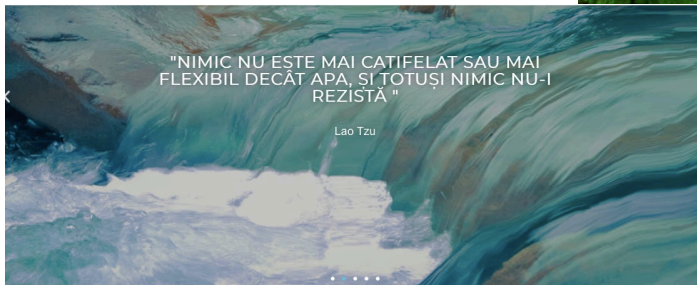 "NIMIC NU ESTE MAI CATIFELAT SAU MAI
FLEXIBIL DECÂT APA, ȘI TOTUȘI NIMIC NU-I
REZISTĂ "
Lao Tzu